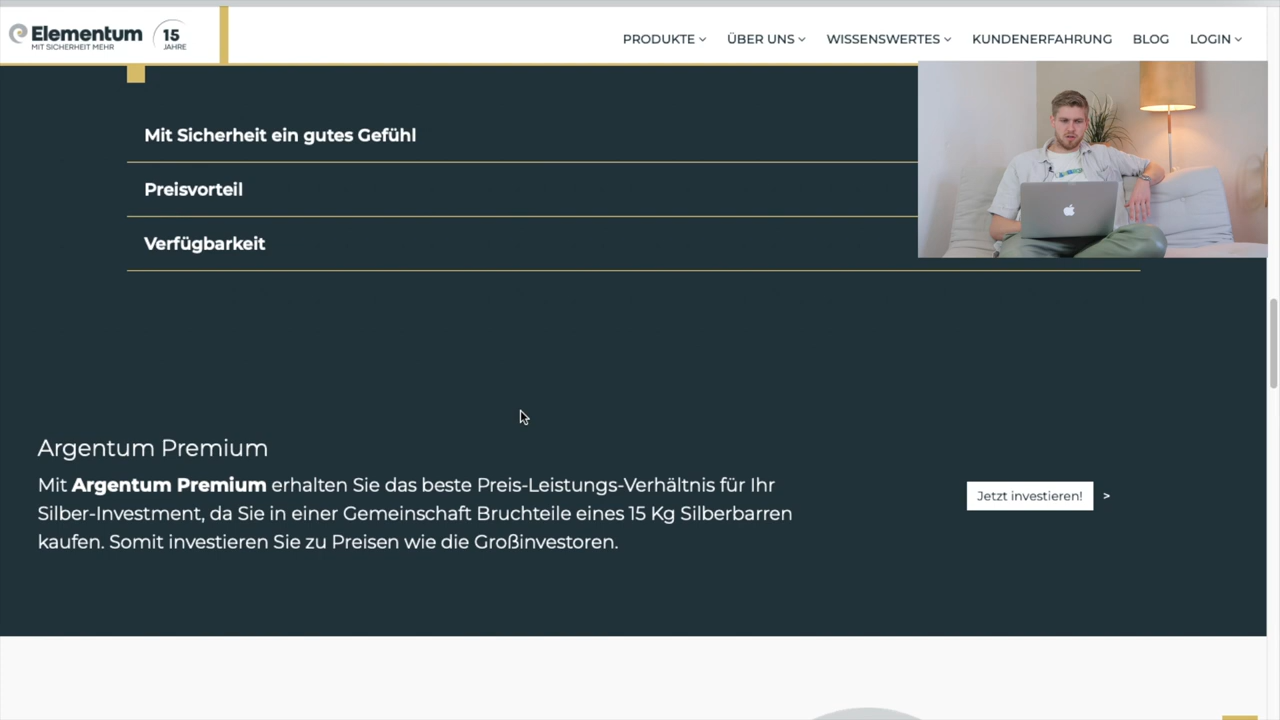 Elementum
MIT SICHERHEIT MEHR
15
JAHRE
PRODUKTE
ÜBER UNS
WISSENSWERTES
KUNDENERFAHRUNG
BLOG
LOGIN
Mit Sicherheit ein gutes Gefühl
Preisvorteil
Verfügbarkeit
Argentum Premium
Mit Argentum Premium erhalten Sie das beste Preis-Leistungs-Verhältnis für Ihr
Silber-Investment, da Sie in einer Gemeinschaft Bruchteile eines 15 Kg Silberbarren
kaufen. Somit investieren Sie zu Preisen wie die Großinvestoren.
Jetzt investieren! >